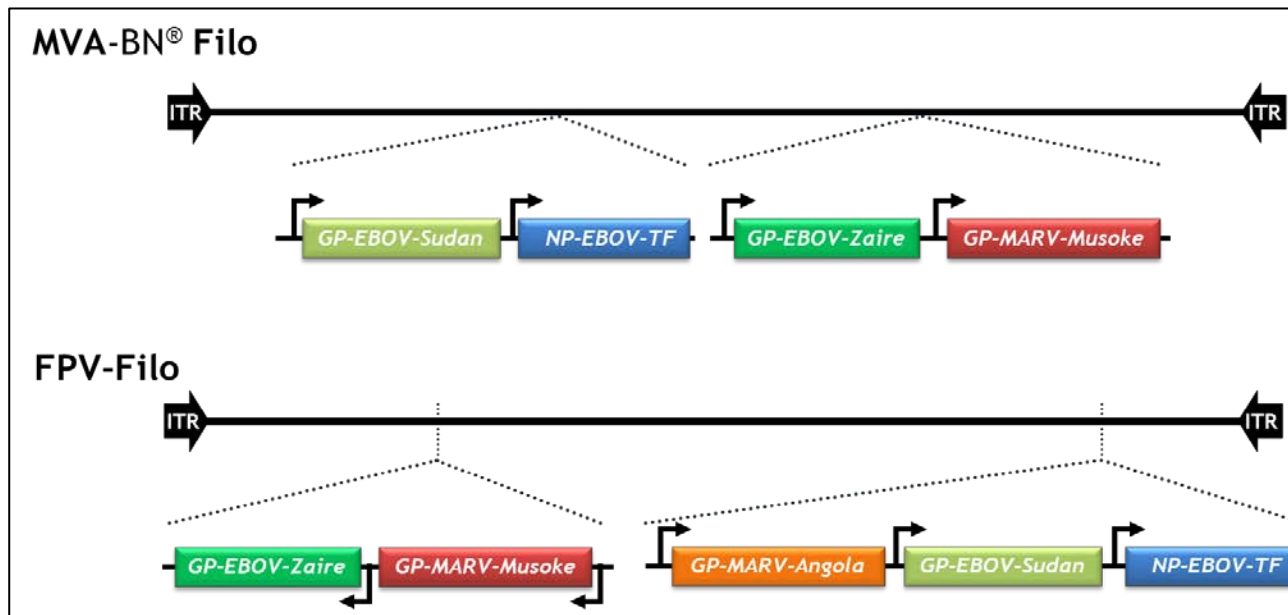 MVA-BN® Filo
ITR ITR
GP-EBOV-Sudan NP-EBOV-TF GP-EBOV-Zaire GP-MARV-Musoke
FPV-Filo
ITR ITR
GP-EBOV-Zaire GP-MARV-Musoke GP-MARV-Angola GP-EBOV-Sudan NP-EBOV-TF